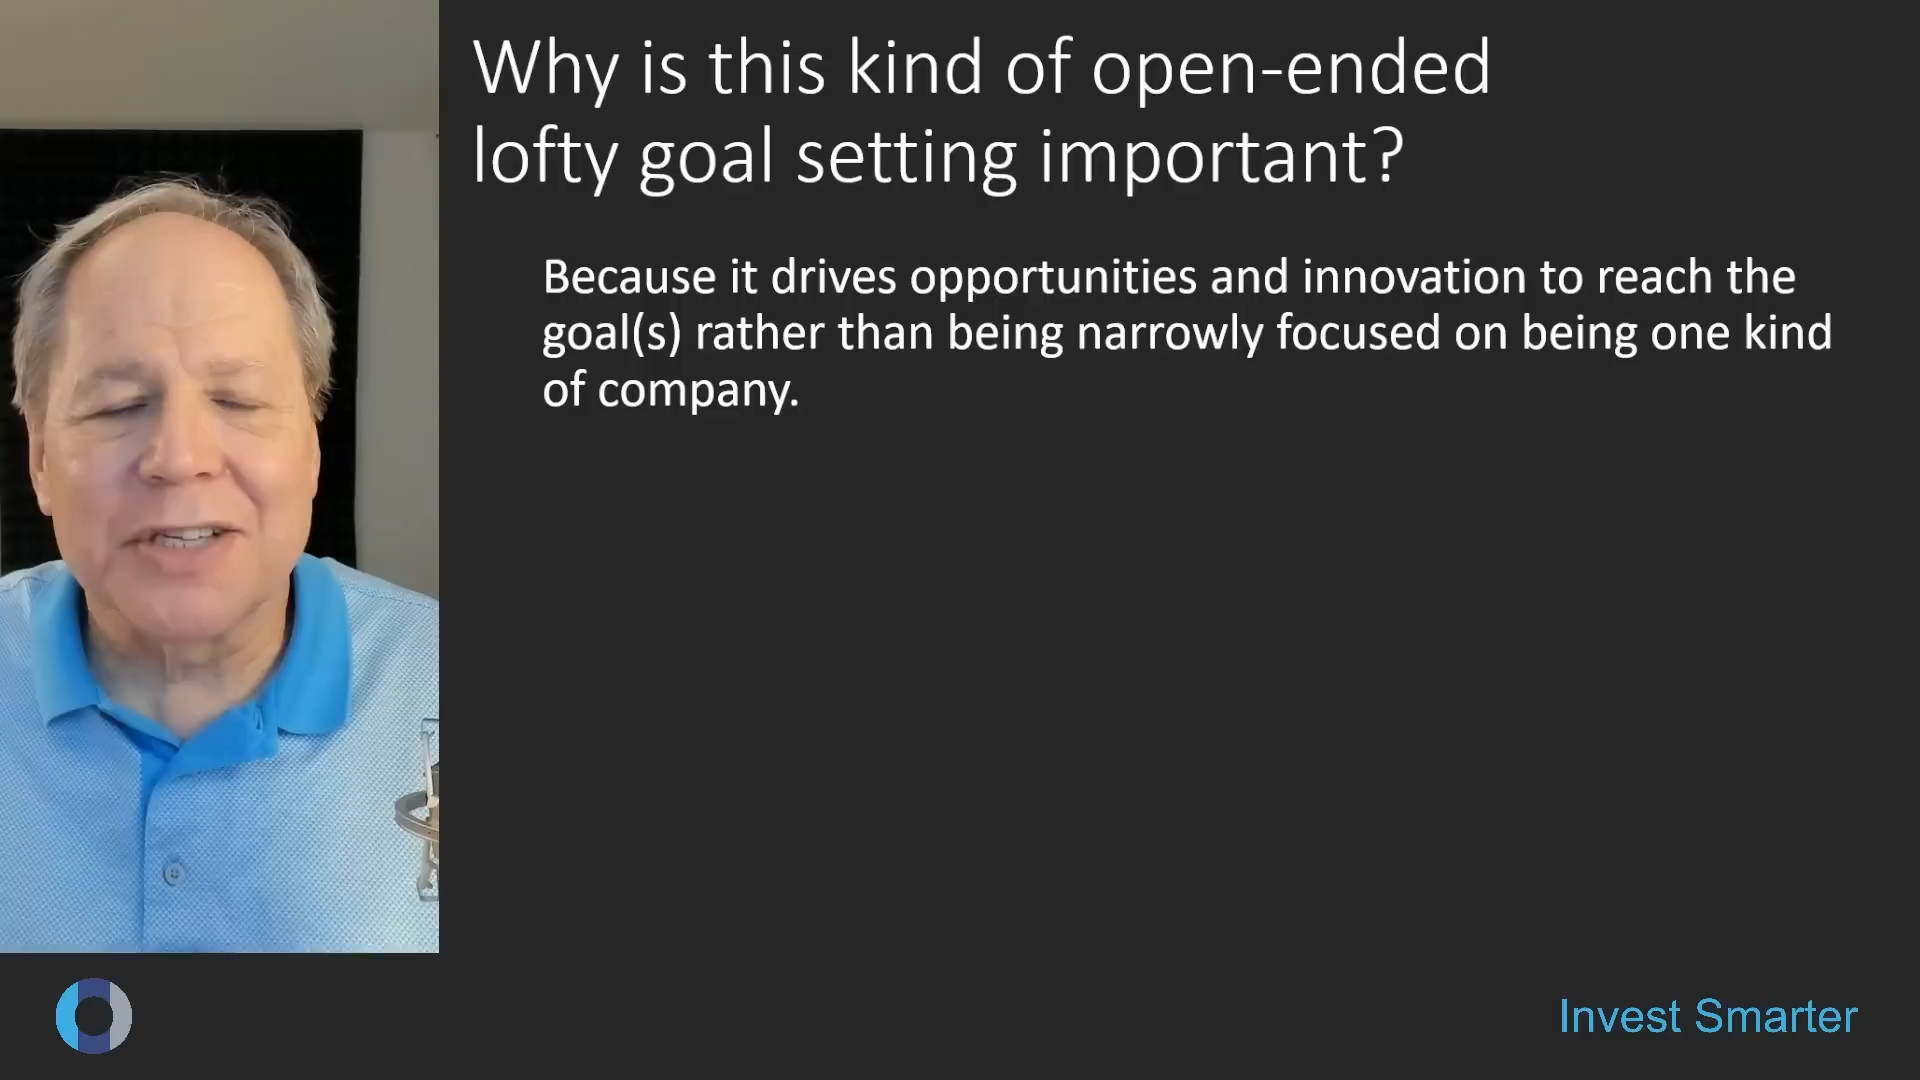 Why is this kind of open-ended
lofty goal setting important?
Because it drives opportunities and innovation to reach the
goal(s) rather than being narrowly focused on being one kind
of company.
Invest Smarter